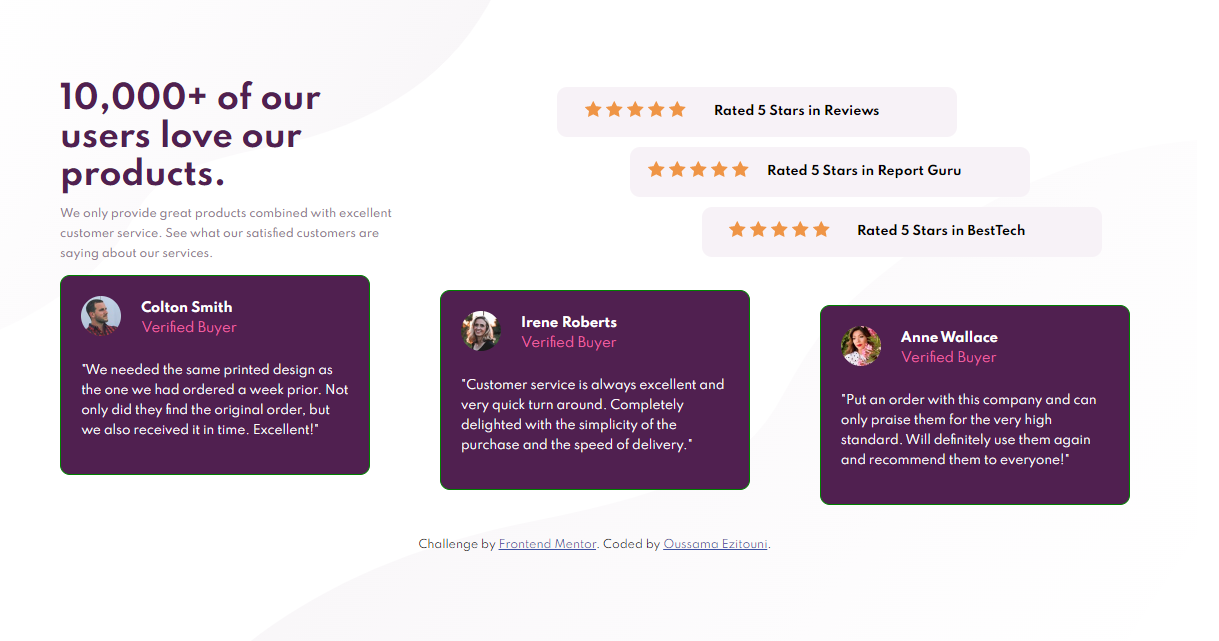 10,000+ of our
users love our
products.
We only provide great products combined with excellent
customer service. See what our satisfied customers are
saying about our services.
Rated 5 Stars in Reviews
Rated 5 Stars in Report Guru
Rated 5 Stars in BestTech
Colton Smith
Verified Buyer
"We needed the same printed design as
the one we had ordered a week prior. Not
only did they find the original order, but
we also received it in time. Excellent!"
Irene Roberts
Verified Buyer
"Customer service is always excellent and
very quick turn around. Completely
delighted with the simplicity of the
purchase and the speed of delivery."
Anne Wallace
Verified Buyer
"Put an order with this company and can
only praise them for the very high
standard. Will definitely use them again
and recommend them to everyone!"
Challenge by Frontend Mentor. Coded by Oussama Ezitouni.